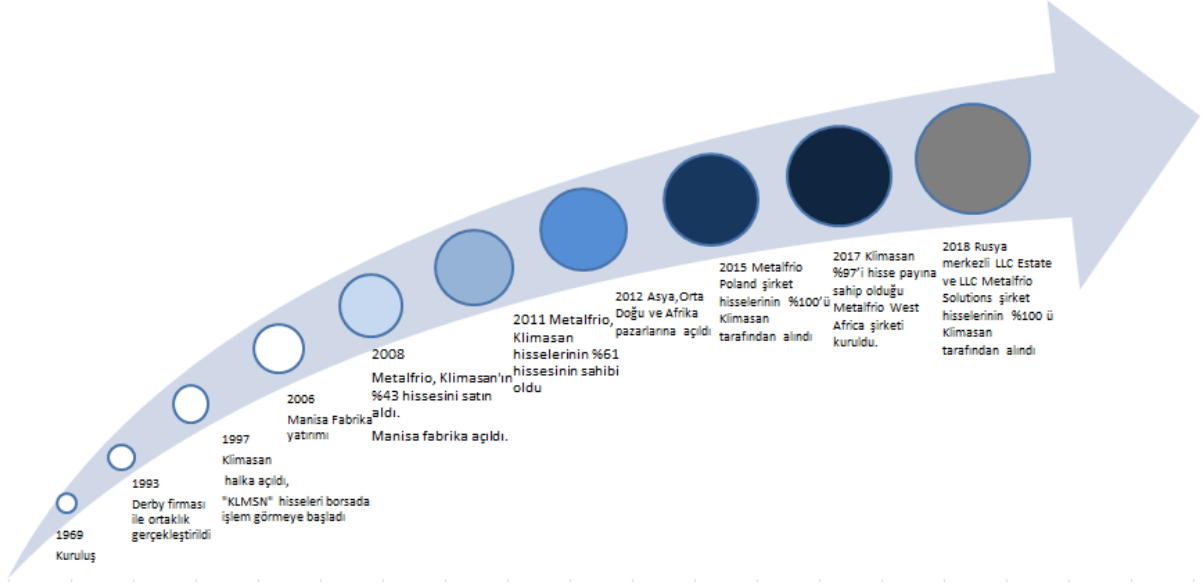 1969
Kuruluş
1993
Derby firması
ile ortaklık
gerçekleştirildi
1997
Klimasan
halka açıldı,
"KLMSN" hisseleri borsada
işlem görmeye başladı
2006
Manisa Fabrika
yatırımı
2008
Metalfrio, Klimasan'ın
%43 hissesini satın
aldı.
Manisa fabrika açıldı.
2011 Metalfrio,
Klimasan
hisselerinin %61
hissesinin sahibi
oldu
2012 Asya,Orta
Doğu ve Afrika
pazarlarına açıldı
2015 Metalfrio
Poland şirket
hisselerinin %100'ü
Klimasan
tarafından alındı
2017 Klimasan
%97'i hisse payına
sahip olduğu
Metalfrio West
Africa şirketi
kuruldu.
2018 Rusya
merkezli LLC Estate
ve LLC Metalfrio
Solutions şirket
hisselerinin %100 ü
Klimasan
tarafından alındı